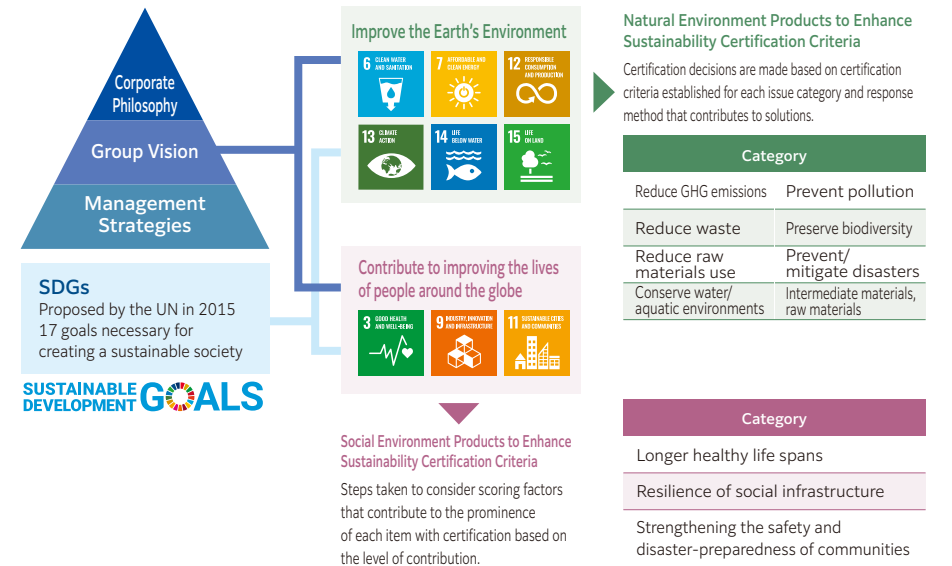 Corporate
Philosophy
Group Vision
Management
Strategies
SDGs
Proposed by the UN in 2015
17 goals necessary for
creating a sustainable society
SUSTAINABLE
DEVELOPMENT
GOALS
Improve the Earth's Environment
6 CLEAN WATER
AND SANITATION
7 AFFORDABLE AND
CLEAN ENERGY
12 RESPONSIBLE
CONSUMPTION
AND PRODUCTION
13 CLIMATE
ACTION
14 LIFE
BELOW WATER
15 LIFE
ON LAND
Contribute to improving the lives
of people around the globe
3 GOOD HEALTH
AND WELL-BEING
9 INDUSTRY, INNOVATION
AND INFRASTRUCTURE
11 SUSTAINABLE CITIES
AND COMMUNITIES
Social Environment Products to Enhance
Sustainability Certification Criteria
Steps taken to consider scoring factors
that contribute to the prominence
of each item with certification based on
the level of contribution.
Natural Environment Products to Enhance
Sustainability Certification Criteria
Certification decisions are made based on certification
criteria established for each issue category and response
method that contributes to solutions.
Category
Reduce GHG emissions
Prevent pollution
Reduce waste
Preserve biodiversity
Reduce raw
materials use
Prevent/
mitigate disasters
Conserve water/
aquatic environments
Intermediate materials,
raw materials
Category
Longer healthy life spans
Resilience of social infrastructure
Strengthening the safety and
disaster-preparedness of communities